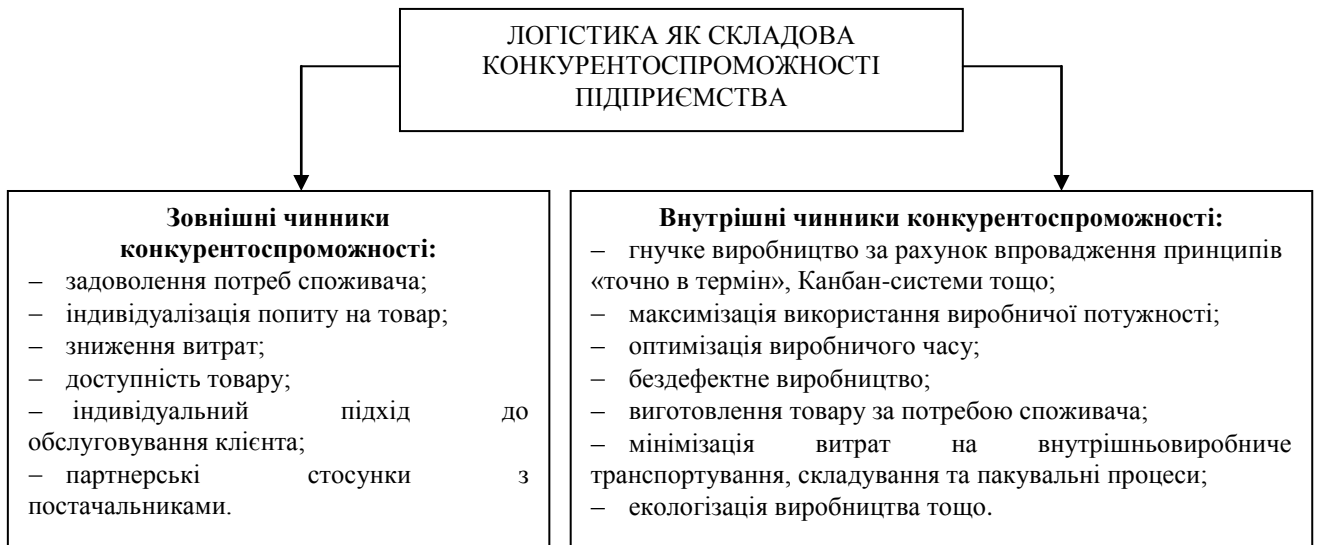 ЛОГІСТИКА ЯК СКЛАДОВА
КОНКУРЕНТОСПРОМОЖНОСТІ
ПІДПРИЄМСТВА
Зовнішні чинники
конкурентоспроможності:
– задоволення потреб споживача;
– індивідуалізація попиту на товар;
– зниження витрат;
– доступність товару;
– індивідуальний підхід до
обслуговування клієнта;
– партнерські стосунки з
постачальниками.
Внутрішні чинники конкурентоспроможності:
– гнучке виробництво за рахунок впровадження принципів
«точно в термін», Канбан-системи тощо;
– максимізація використання виробничої потужності;
– оптимізація виробничого часу;
– бездефектне виробництво;
– виготовлення товару за потребою споживача;
– мінімізація витрат на внутрішньовиробниче
транспортування, складування та пакувальні процеси;
– екологізація виробництва тощо.